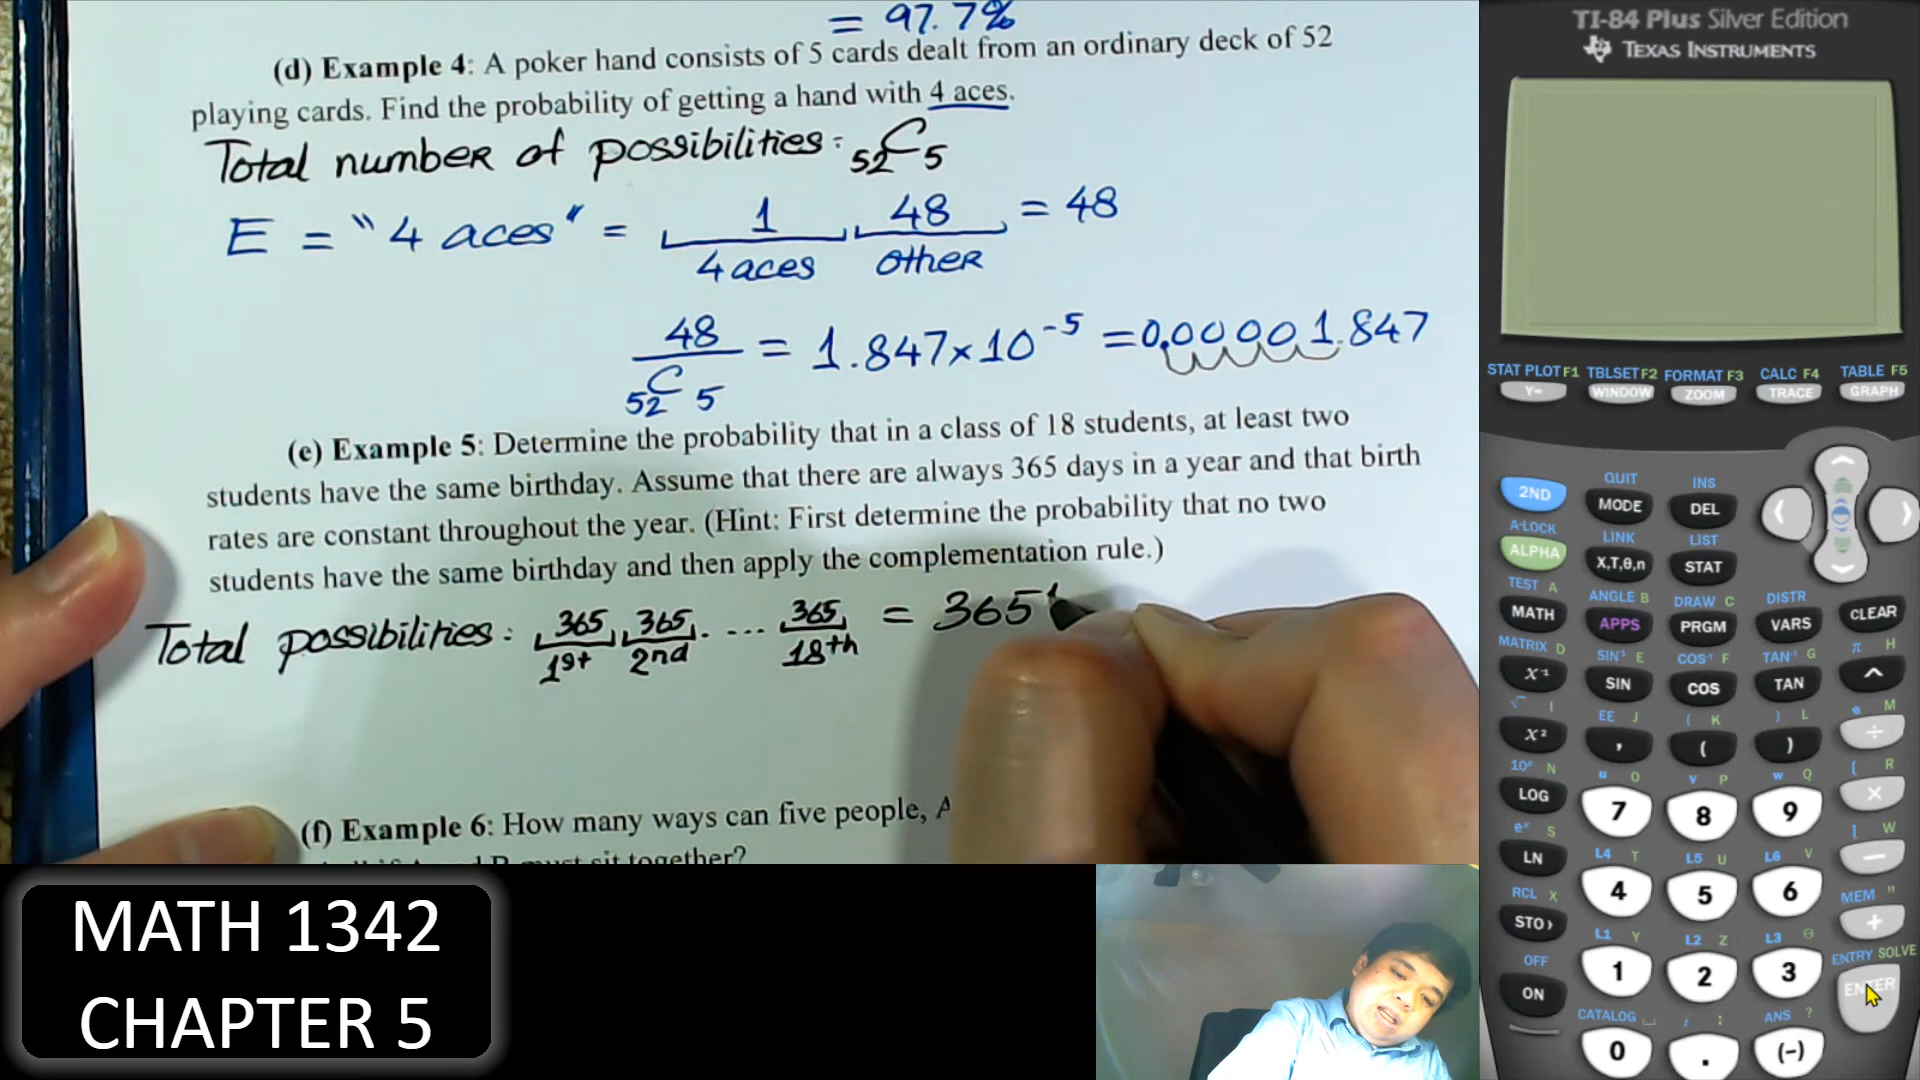 = 97.7%
(d) Example 4: A poker hand consists of 5 cards dealt from an ordinary deck of 52
playing cards. Find the probability of getting a hand with 4 aces.
Total number of possibilities: 52C5
E = "4 aces" = 1 · 48 = 48
4 aces other
48 = 1.847×10⁻⁵ = 0.00001.847
52C5
(e) Example 5: Determine the probability that in a class of 18 students, at least two
students have the same birthday. Assume that there are always 365 days in a year and that birth
rates are constant throughout the year. (Hint: First determine the probability that no two
students have the same birthday and then apply the complementation rule.)
Total possibilities: 365 365 · ... 365 = 365
1st 2nd 18th
(f) Example 6: How many ways can five people, A
must sit together?
MATH 1342
CHAPTER 5
TI-84 Plus Silver Edition
TEXAS INSTRUMENTS
STAT PLOT F1 TBLSET F2 FORMAT F3 CALC F4 TABLE F5
Y= WINDOW ZOOM TRACE GRAPH
QUIT INS
2ND MODE DEL
A-LOCK LINK LIST
ALPHA X,T,θ,n STAT
TEST A ANGLE B DRAW C DISTR
MATH APPS PRGM VARS CLEAR
MATRIX D SIN⁻¹ E COS⁻¹ F TAN⁻¹ G π H
X⁻¹ SIN COS TAN ^
√ I EE J { K } L e M
X² , ( ) ÷
10ˣ N u O v P w Q [ R
LOG 7 8 9 ×
eˣ S L4 T L5 U L6 V ] W
LN 4 5 6 −
RCL X L1 Y L2 Z L3 θ MEM "
STO› 1 2 3 +
OFF CATALOG i : ANS ? ENTRY SOLVE
ON 0 . (−) ENTER